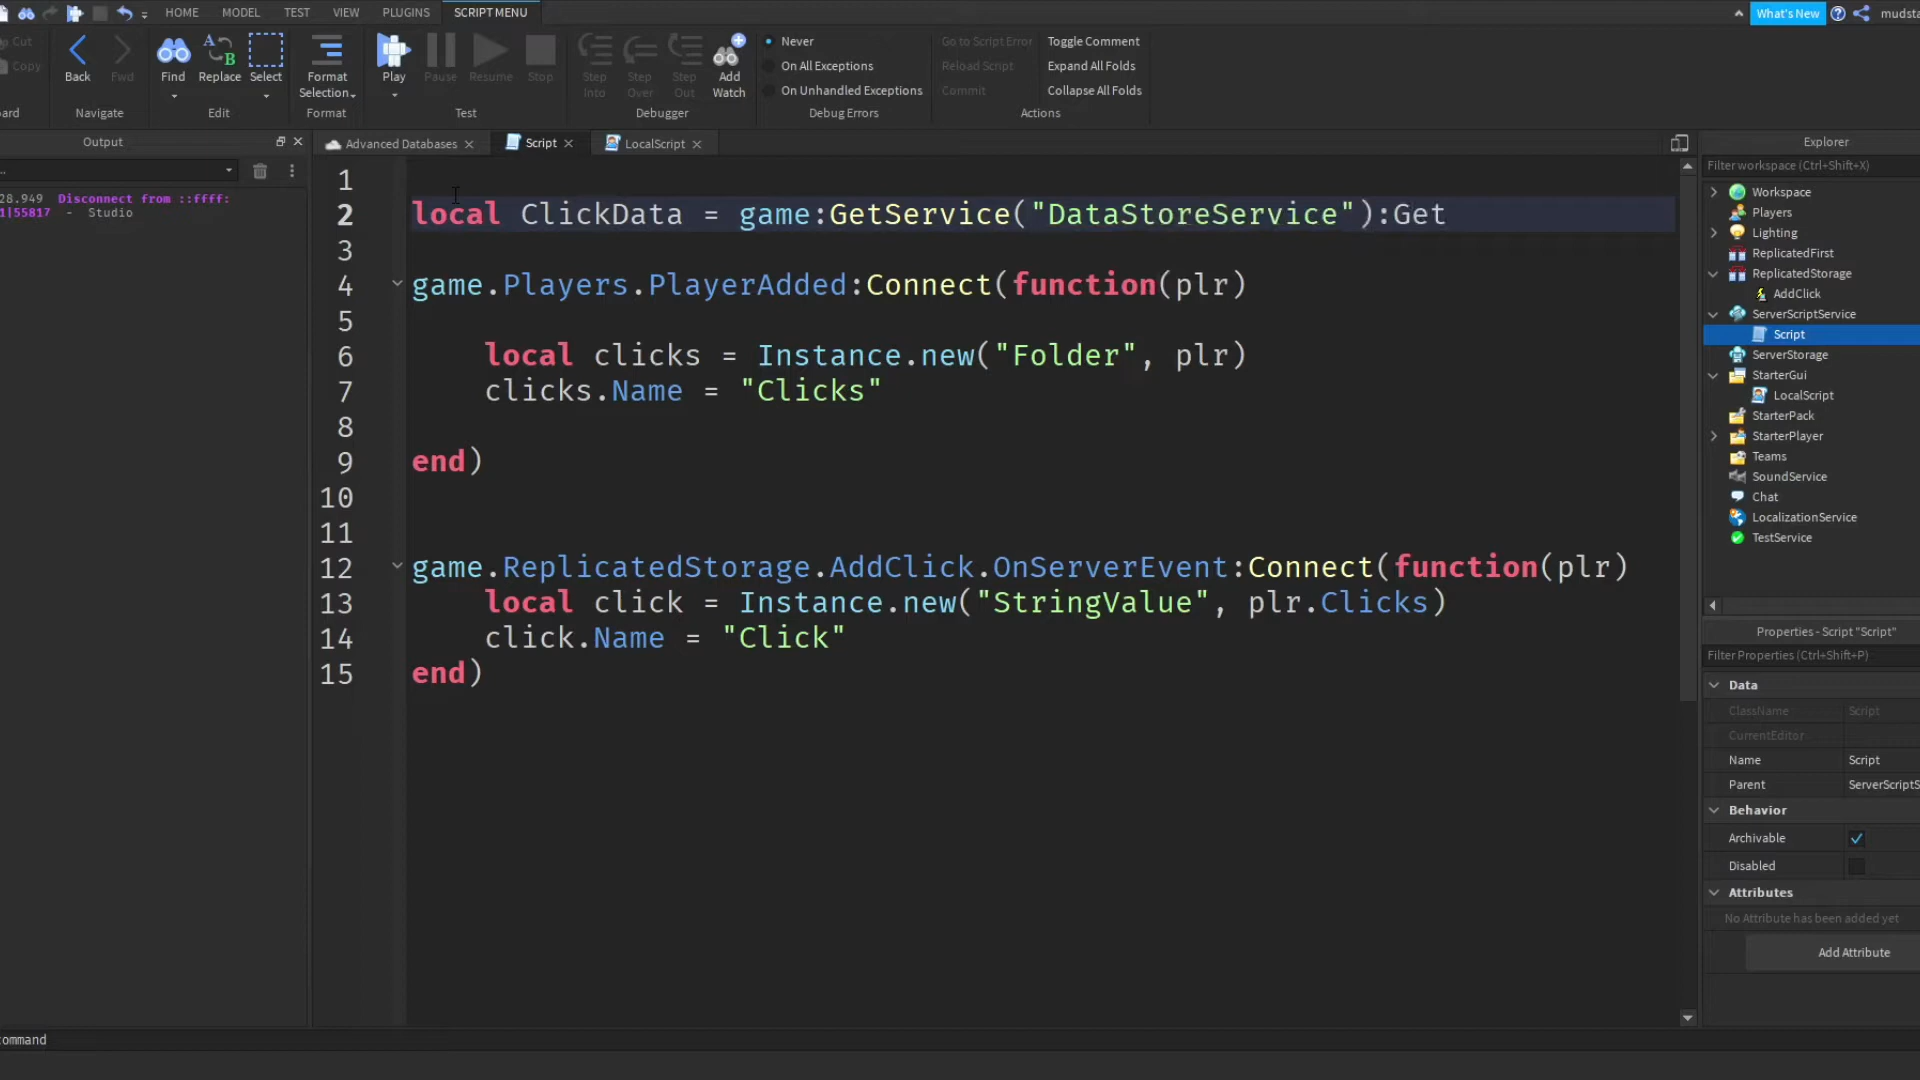 HOME MODEL TEST VIEW PLUGINS SCRIPT MENU
What's New
Cut
Copy
Back
Fwd
Navigate
Find
Replace
Select
Edit
Format
Selection
Format
Play
Pause
Resume
Stop
Test
Step
Into
Step
Over
Step
Out
Add
Watch
Debugger
Never
On All Exceptions
On Unhandled Exceptions
Debug Errors
Go to Script Error
Reload Script
Commit
Toggle Comment
Expand All Folds
Collapse All Folds
Actions
Output
28.949 Disconnect from ::ffff:
1|55817 - Studio
Advanced Databases
Script
LocalScript
1
2 local ClickData = game:GetService("DataStoreService"):Get
3
4 game.Players.PlayerAdded:Connect(function(plr)
5
6 local clicks = Instance.new("Folder", plr)
7 clicks.Name = "Clicks"
8
9 end)
10
11
12 game.ReplicatedStorage.AddClick.OnServerEvent:Connect(function(plr)
13 local click = Instance.new("StringValue", plr.Clicks)
14 click.Name = "Click"
15 end)
Explorer
Filter workspace (Ctrl+Shift+X)
Workspace
Players
Lighting
ReplicatedFirst
ReplicatedStorage
AddClick
ServerScriptService
Script
ServerStorage
StarterGui
LocalScript
StarterPack
StarterPlayer
Teams
SoundService
Chat
LocalizationService
TestService
Properties - Script "Script"
Filter Properties (Ctrl+Shift+P)
Data
ClassName Script
CurrentEditor
Name Script
Parent ServerScriptS
Behavior
Archivable
Disabled
Attributes
No Attribute has been added yet
Add Attribute